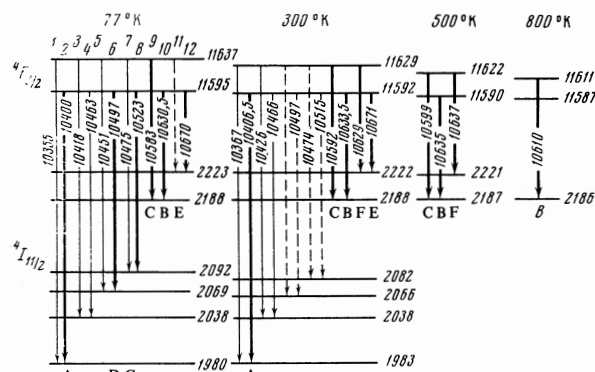 77°K 300°K 500°K 800°K
1 2 3 4 5 6 7 8 9 10 11 12
11637 11629 11622 11611
⁴F₃/₂ 11595 11592 11590 11587
10355 10400 10418 10463 10451 10497 10475 10523 10583 10630,5 10670
10367 10406,5 10426 10466 10497 10474 10515 10592 10633,5 10629 10671
10599 10635 10637
10610
2223 2222 2221
2188 2188 2187 2186
C B E C B F E C B F B
⁴I₁₁/₂
2092 2082
2069 2066
2038 2038
1980 1983